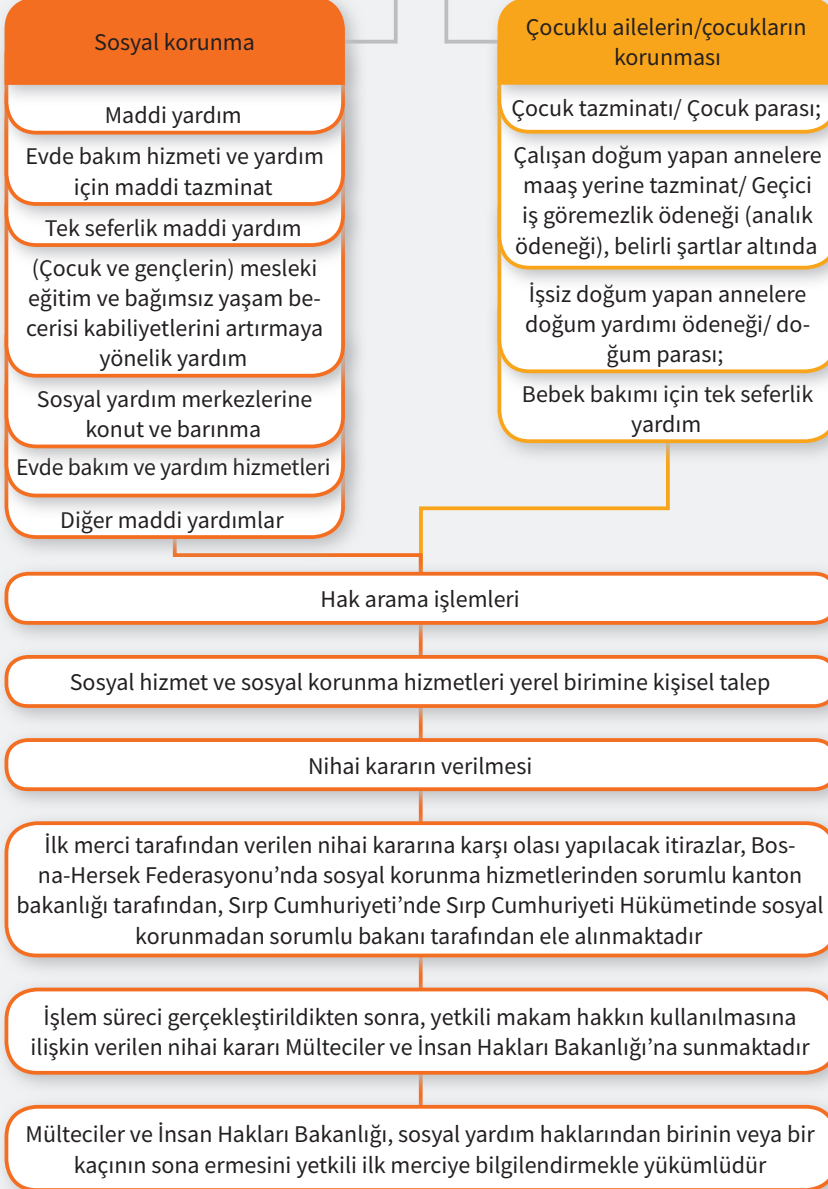 Sosyal korunma
Maddi yardım
Evde bakım hizmeti ve yardım
için maddi tazminat
Tek seferlik maddi yardım
(Çocuk ve gençlerin) mesleki
eğitim ve bağımsız yaşam be-
cerisi kabiliyetlerini artırmaya
yönelik yardım
Sosyal yardım merkezlerine
konut ve barınma
Evde bakım ve yardım hizmetleri
Diğer maddi yardımlar
Çocuklu ailelerin/çocukların
korunması
Çocuk tazminatı/ Çocuk parası;
Çalışan doğum yapan annelere
maaş yerine tazminat/ Geçici
iş göremezlik ödeneği (analık
ödeneği), belirli şartlar altında
İşsiz doğum yapan annelere
doğum yardımı ödeneği/ do-
ğum parası;
Bebek bakımı için tek seferlik
yardım
Hak arama işlemleri
Sosyal hizmet ve sosyal korunma hizmetleri yerel birimine kişisel talep
Nihai kararın verilmesi
İlk merci tarafından verilen nihai kararına karşı olası yapılacak itirazlar, Bos-
na-Hersek Federasyonu’nda sosyal korunma hizmetlerinden sorumlu kanton
bakanlığı tarafından, Sırp Cumhuriyeti’nde Sırp Cumhuriyeti Hükümetinde sosyal
korunmadan sorumlu bakanı tarafından ele alınmaktadır
İşlem süreci gerçekleştirildikten sonra, yetkili makam hakkın kullanılmasına
ilişkin verilen nihai kararı Mülteciler ve İnsan Hakları Bakanlığı’na sunmaktadır
Mülteciler ve İnsan Hakları Bakanlığı, sosyal yardım haklarından birinin veya bir
kaçının sona ermesini yetkili ilk merciye bilgilendirmekle yükümlüdür